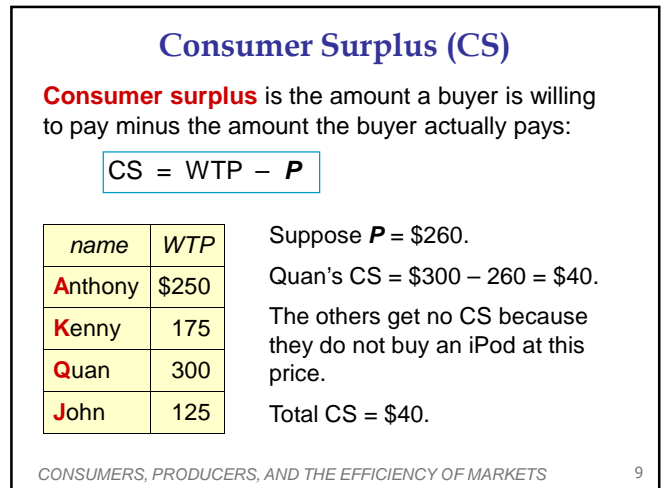 Consumer Surplus (CS)
Consumer surplus is the amount a buyer is willing
to pay minus the amount the buyer actually pays:
CS = WTP – P
name WTP
Anthony $250
Kenny 175
Quan 300
John 125
Suppose P = $260.
Quan’s CS = $300 – 260 = $40.
The others get no CS because
they do not buy an iPod at this
price.
Total CS = $40.
CONSUMERS, PRODUCERS, AND THE EFFICIENCY OF MARKETS 9